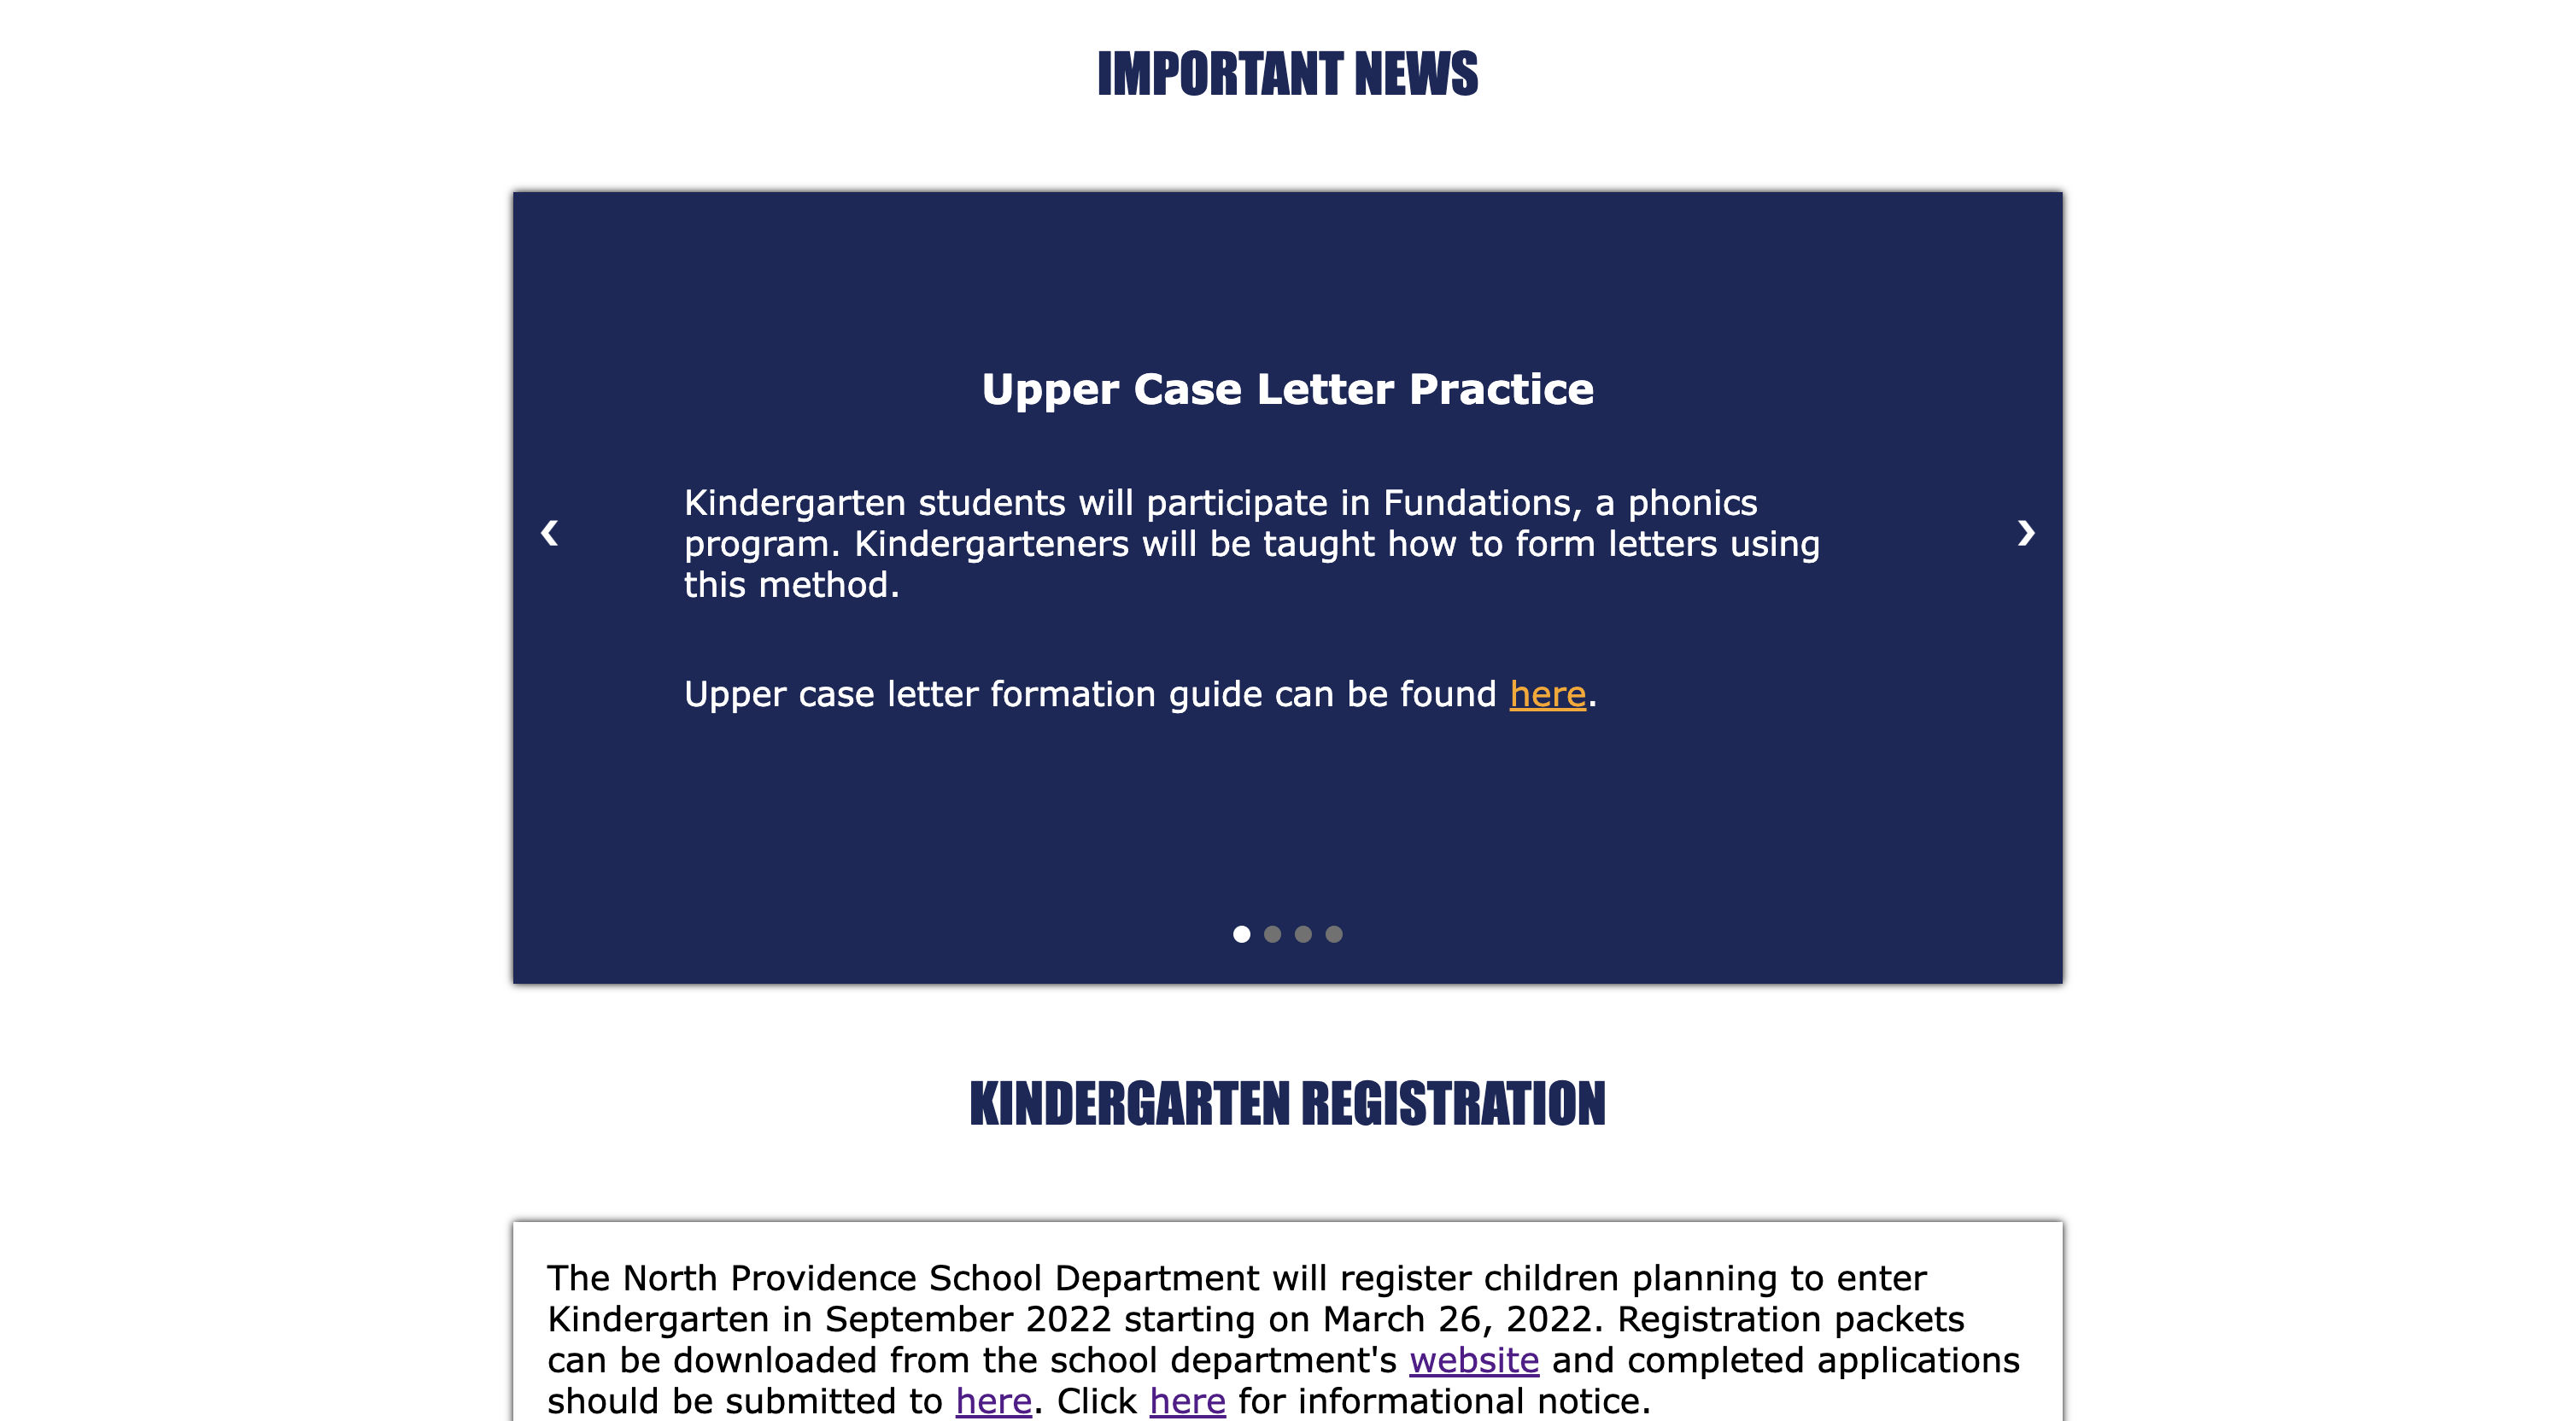 IMPORTANT NEWS
Upper Case Letter Practice
Kindergarten students will participate in Fundations, a phonics
program. Kindergarteners will be taught how to form letters using
this method.
Upper case letter formation guide can be found here.
❮
❯
KINDERGARTEN REGISTRATION
The North Providence School Department will register children planning to enter
Kindergarten in September 2022 starting on March 26, 2022. Registration packets
can be downloaded from the school department's website and completed applications
should be submitted to here. Click here for informational notice.